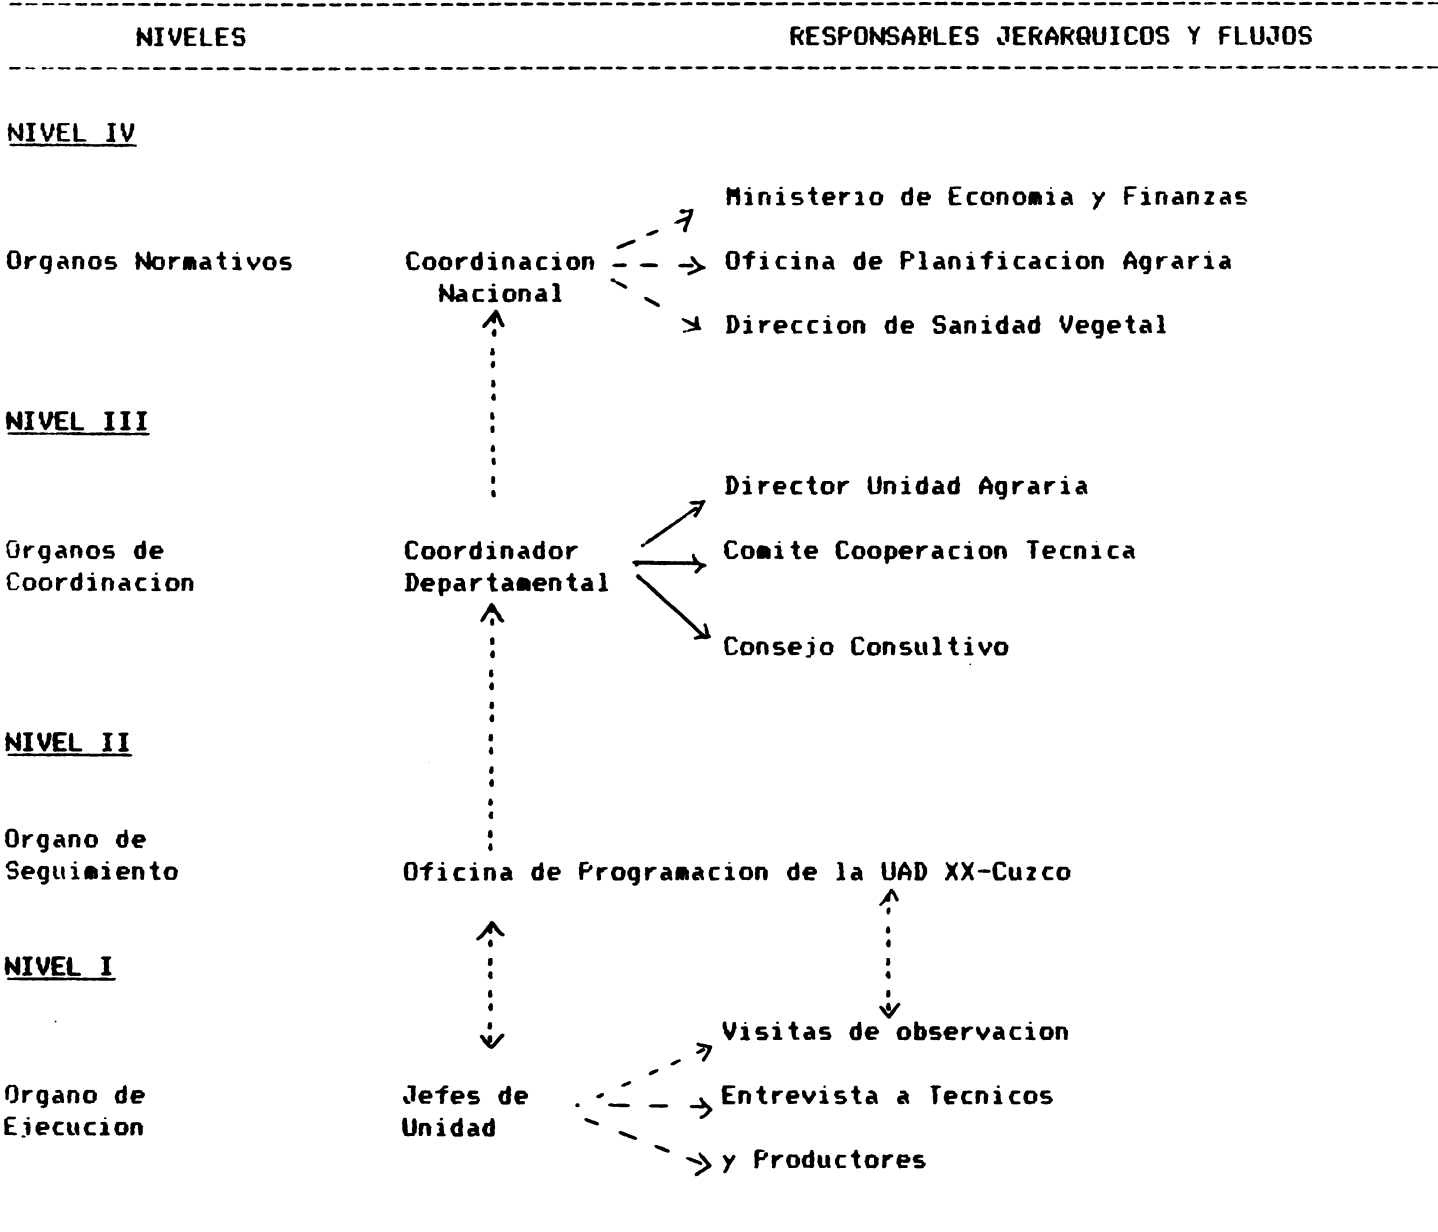 NIVELES RESPONSABLES JERARQUICOS Y FLUJOS
NIVEL IV
Ministerio de Economia y Finanzas
Organos Normativos Coordinacion Oficina de Planificacion Agraria
Nacional
Direccion de Sanidad Vegetal
NIVEL III
Director Unidad Agraria
Organos de Coordinador Comite Cooperacion Tecnica
Coordinacion Departamental
Consejo Consultivo
NIVEL II
Organo de
Seguimiento Oficina de Programacion de la UAD XX-Cuzco
NIVEL I
Visitas de observacion
Organo de Jefes de Entrevista a Tecnicos
Ejecucion Unidad
y Productores